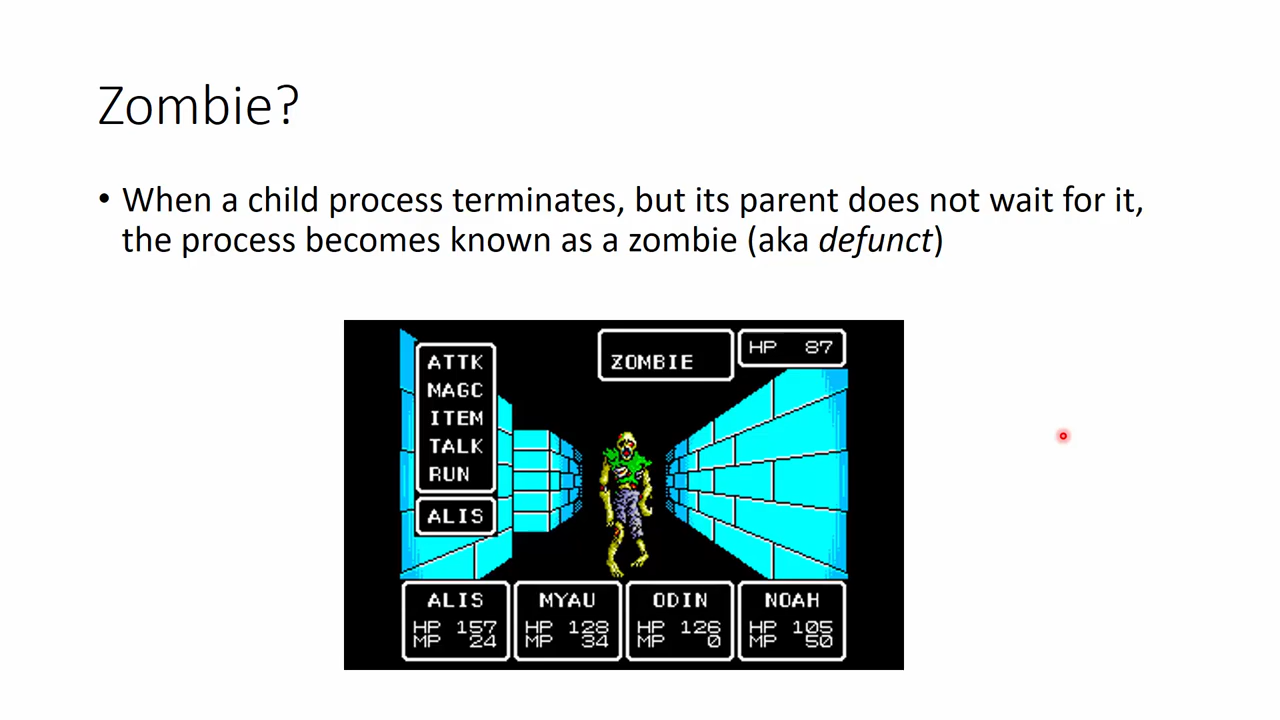 Zombie?
• When a child process terminates, but its parent does not wait for it,
the process becomes known as a zombie (aka defunct)
ATTK
MAGC
ITEM
TALK
RUN
ALIS
ZOMBIE
HP 87
ALIS
HP 157
MP 24
MYAU
HP 128
MP 34
ODIN
HP 126
MP 0
NOAH
HP 105
MP 50